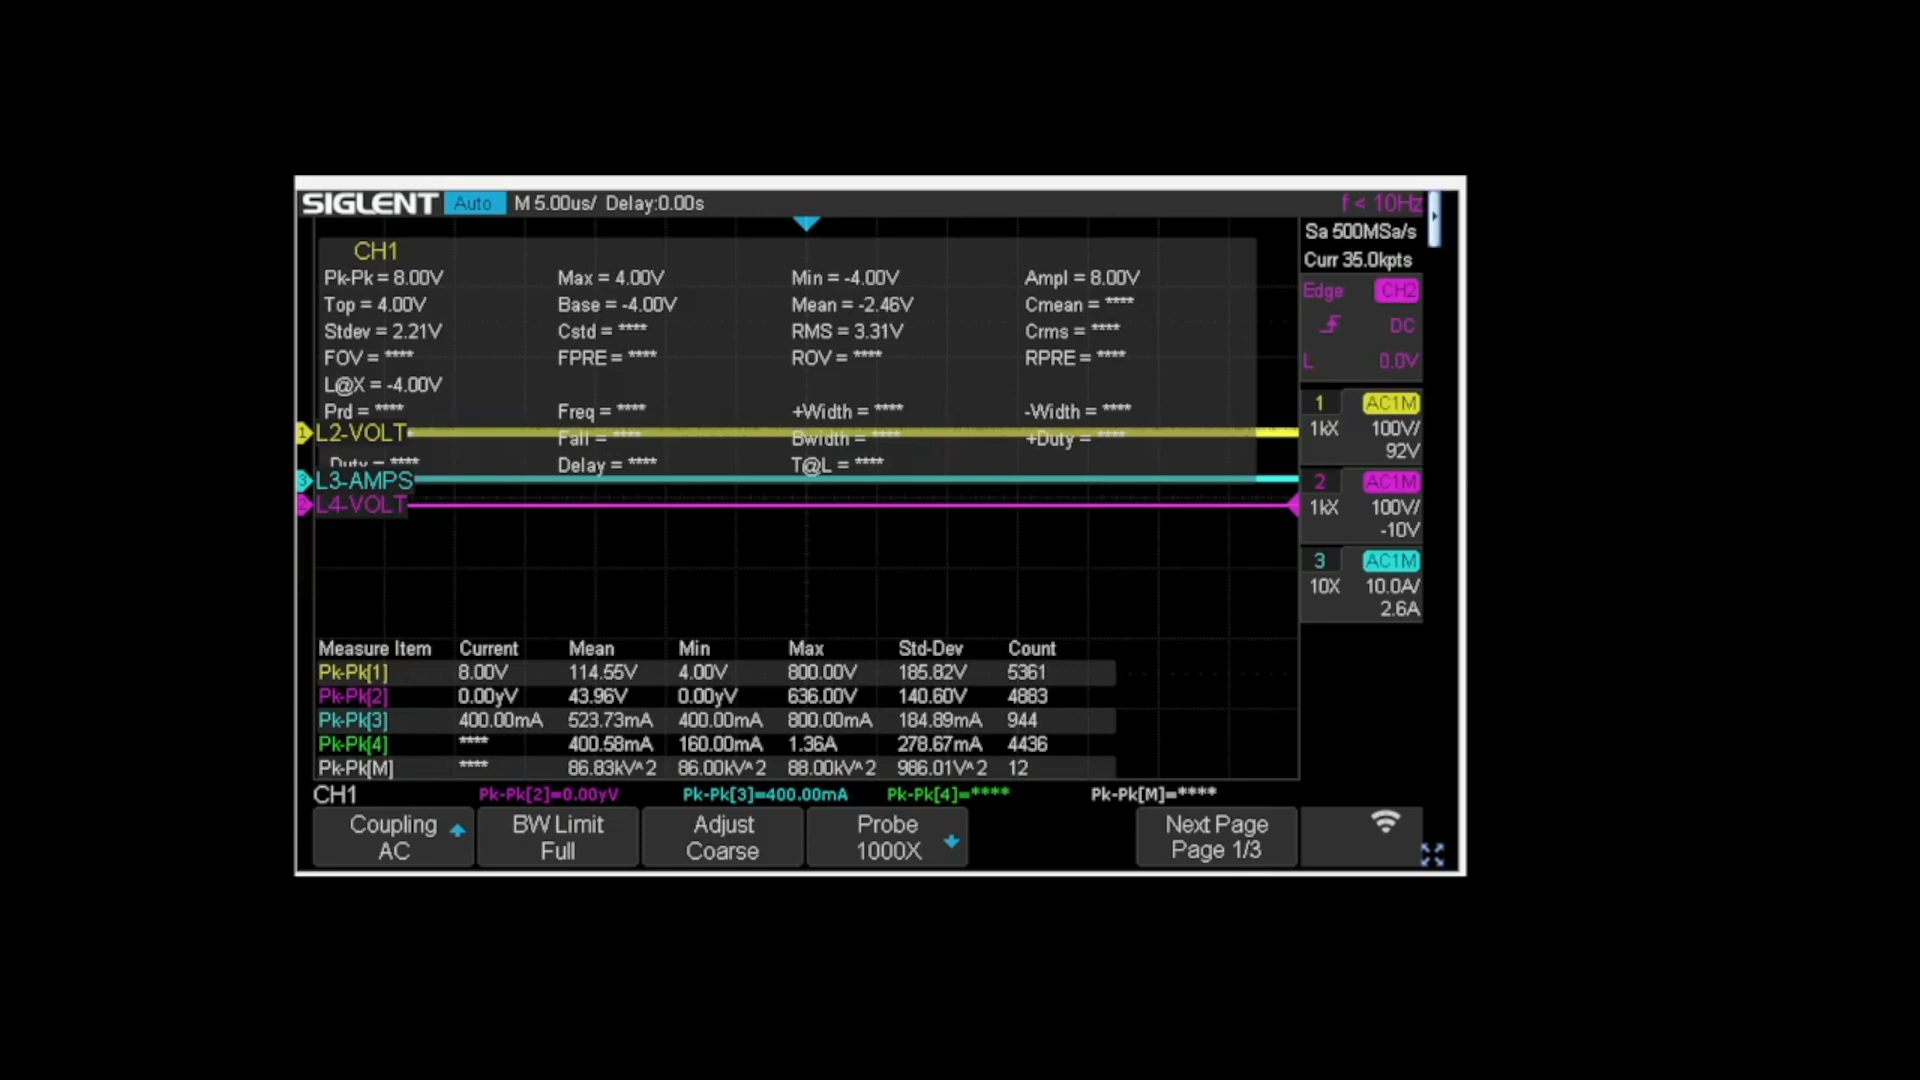 SIGLENT Auto M 5.00us/ Delay:0.00s f < 10Hz
Sa 500MSa/s
Curr 35.0kpts
Edge CH2
DC
L 0.0V
CH1
Pk-Pk = 8.00V Max = 4.00V Min = -4.00V Ampl = 8.00V
Top = 4.00V Base = -4.00V Mean = -2.46V Cmean = ****
Stdev = 2.21V Cstd = **** RMS = 3.31V Crms = ****
FOV = **** FPRE = **** ROV = **** RPRE = ****
L@X = -4.00V
Prd = **** Freq = **** +Width = **** -Width = ****
1 L2-VOLT Fall = **** Bwidth = **** +Duty = ****
Duty = **** Delay = **** T@L = ****
3 L3-AMPS
2 L4-VOLT
1 AC1M
1kX 100V/
92V
2 AC1M
1kX 100V/
-10V
3 AC1M
10X 10.0A/
2.6A
Measure Item Current Mean Min Max Std-Dev Count
Pk-Pk[1] 8.00V 114.55V 4.00V 800.00V 185.82V 5361
Pk-Pk[2] 0.00yV 43.96V 0.00yV 636.00V 140.60V 4883
Pk-Pk[3] 400.00mA 523.73mA 400.00mA 800.00mA 184.89mA 944
Pk-Pk[4] **** 400.58mA 160.00mA 1.36A 278.67mA 4436
Pk-Pk[M] **** 86.83kV^2 86.00kV^2 88.00kV^2 986.01V^2 12
CH1 Pk-Pk[2]=0.00yV Pk-Pk[3]=400.00mA Pk-Pk[4]=**** Pk-Pk[M]=****
Coupling BW Limit Adjust Probe Next Page
AC Full Coarse 1000X Page 1/3